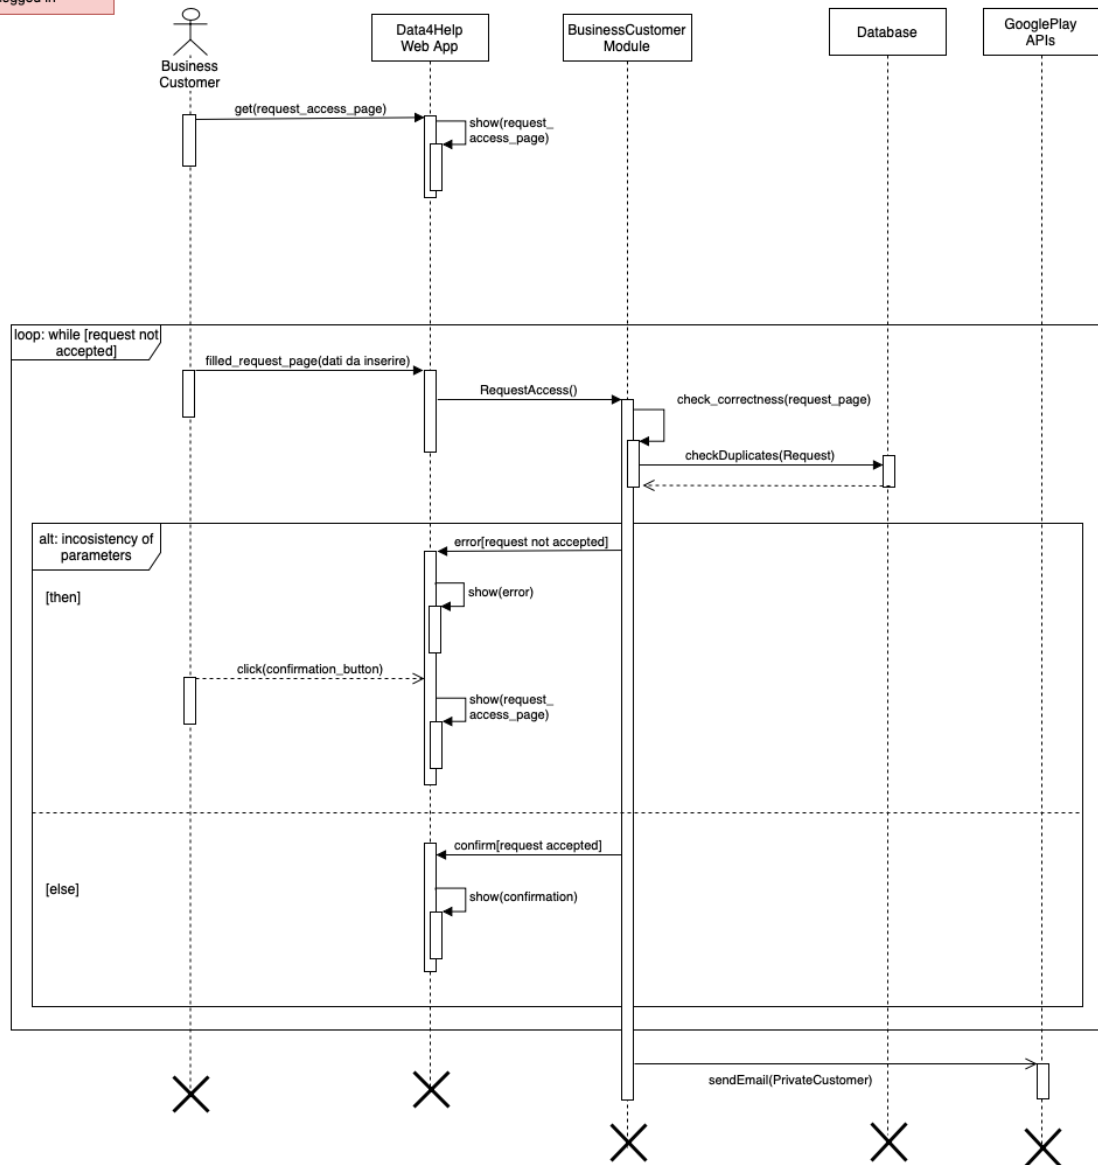 logged in
Business
Customer
Data4Help
Web App
BusinessCustomer
Module
Database
GooglePlay
APIs
get(request_access_page)
show(request_
access_page)
loop: while [request not
accepted]
filled_request_page(dati da inserire)
RequestAccess()
check_correctness(request_page)
checkDuplicates(Request)
alt: incosistency of
parameters
error[request not accepted]
[then]
show(error)
click(confirmation_button)
show(request_
access_page)
confirm[request accepted]
[else]
show(confirmation)
sendEmail(PrivateCustomer)